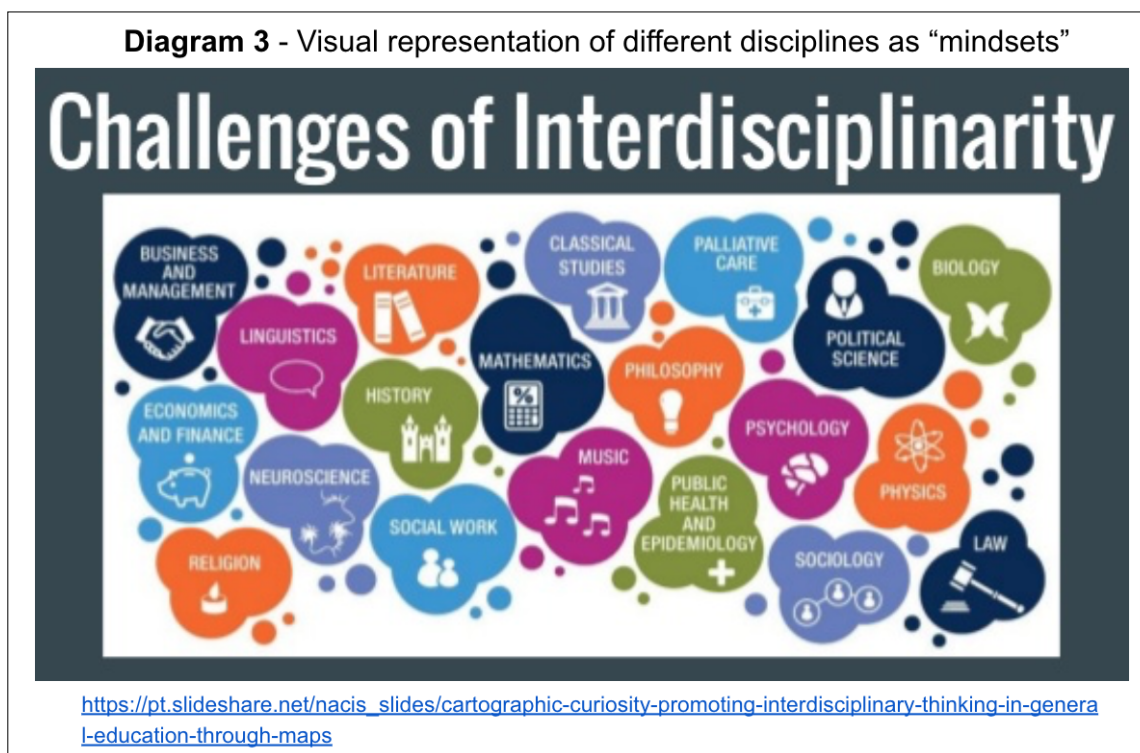 Diagram 3 - Visual representation of different disciplines as “mindsets”
Challenges of Interdisciplinarity
BUSINESS
AND
MANAGEMENT
LINGUISTICS
LITERATURE
CLASSICAL
STUDIES
PALLIATIVE
CARE
BIOLOGY
MATHEMATICS
PHILOSOPHY
POLITICAL
SCIENCE
ECONOMICS
AND FINANCE
HISTORY
%
NEUROSCIENCE
MUSIC
PSYCHOLOGY
PHYSICS
SOCIAL WORK
PUBLIC
HEALTH
AND
EPIDEMIOLOGY
RELIGION
SOCIOLOGY
LAW
https://pt.slideshare.net/nacis_slides/cartographic-curiosity-promoting-interdisciplinary-thinking-in-genera
l-education-through-maps